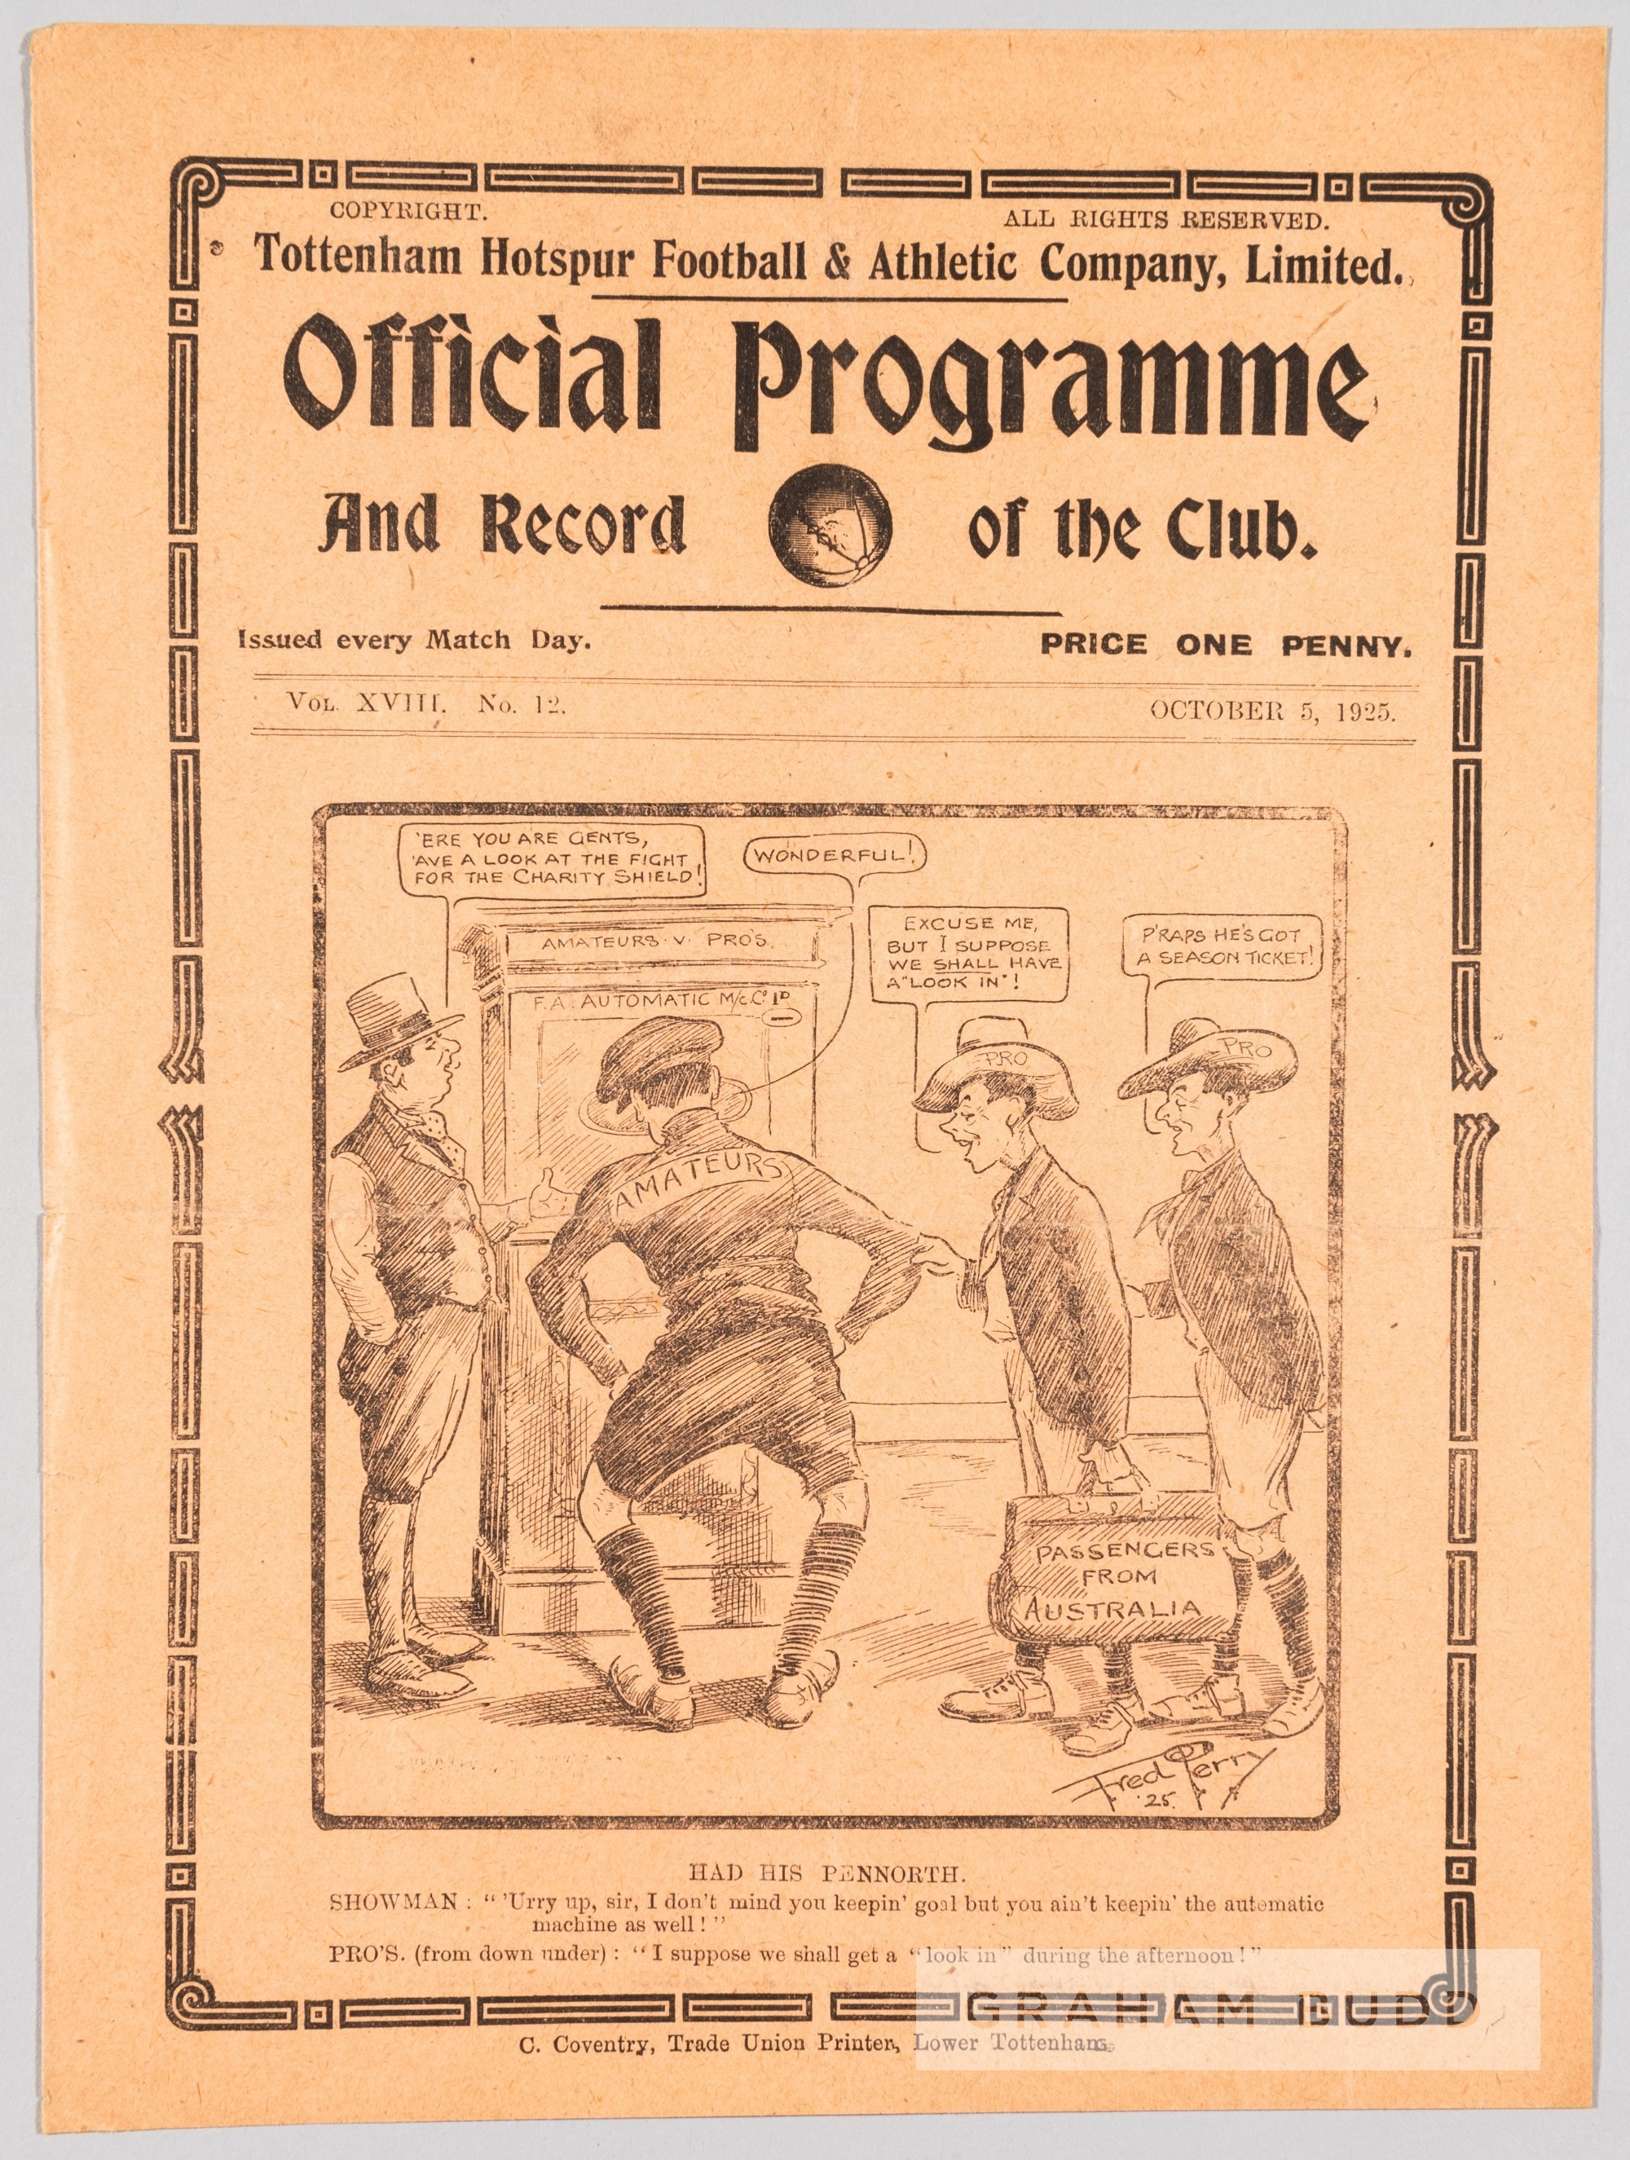 COPYRIGHT.
ALL RIGHTS RESERVED.
Tottenham Hotspur Football & Athletic Company, Limited.
Official Programme
And Record of the Club.
Issued every Match Day.
PRICE ONE PENNY.
VOL. XVIII. No. 12.
OCTOBER 5, 1925.
'ERE YOU ARE GENTS,
'AVE A LOOK AT THE FIGHT
FOR THE CHARITY SHIELD!
WONDERFUL!
EXCUSE ME,
BUT I SUPPOSE
WE SHALL HAVE
A "LOOK IN"!
P'RAPS HE'S GOT
A SEASON TICKET!
AMATEURS · V · PRO'S.
F.A. AUTOMATIC M/c Co LD
AMATEURS
PRO
PRO
PASSENGERS
FROM
AUSTRALIA
Fred Perry
'25.
HAD HIS PENNORTH.
SHOWMAN : " 'Urry up, sir, I don't mind you keepin' goal but you ain't keepin' the automatic
machine as well ! "
PRO'S. (from down under) : "I suppose we shall get a "look in" during the afternoon ! "
GRAHAM BUDD
C. Coventry, Trade Union Printer, Lower Tottenham.